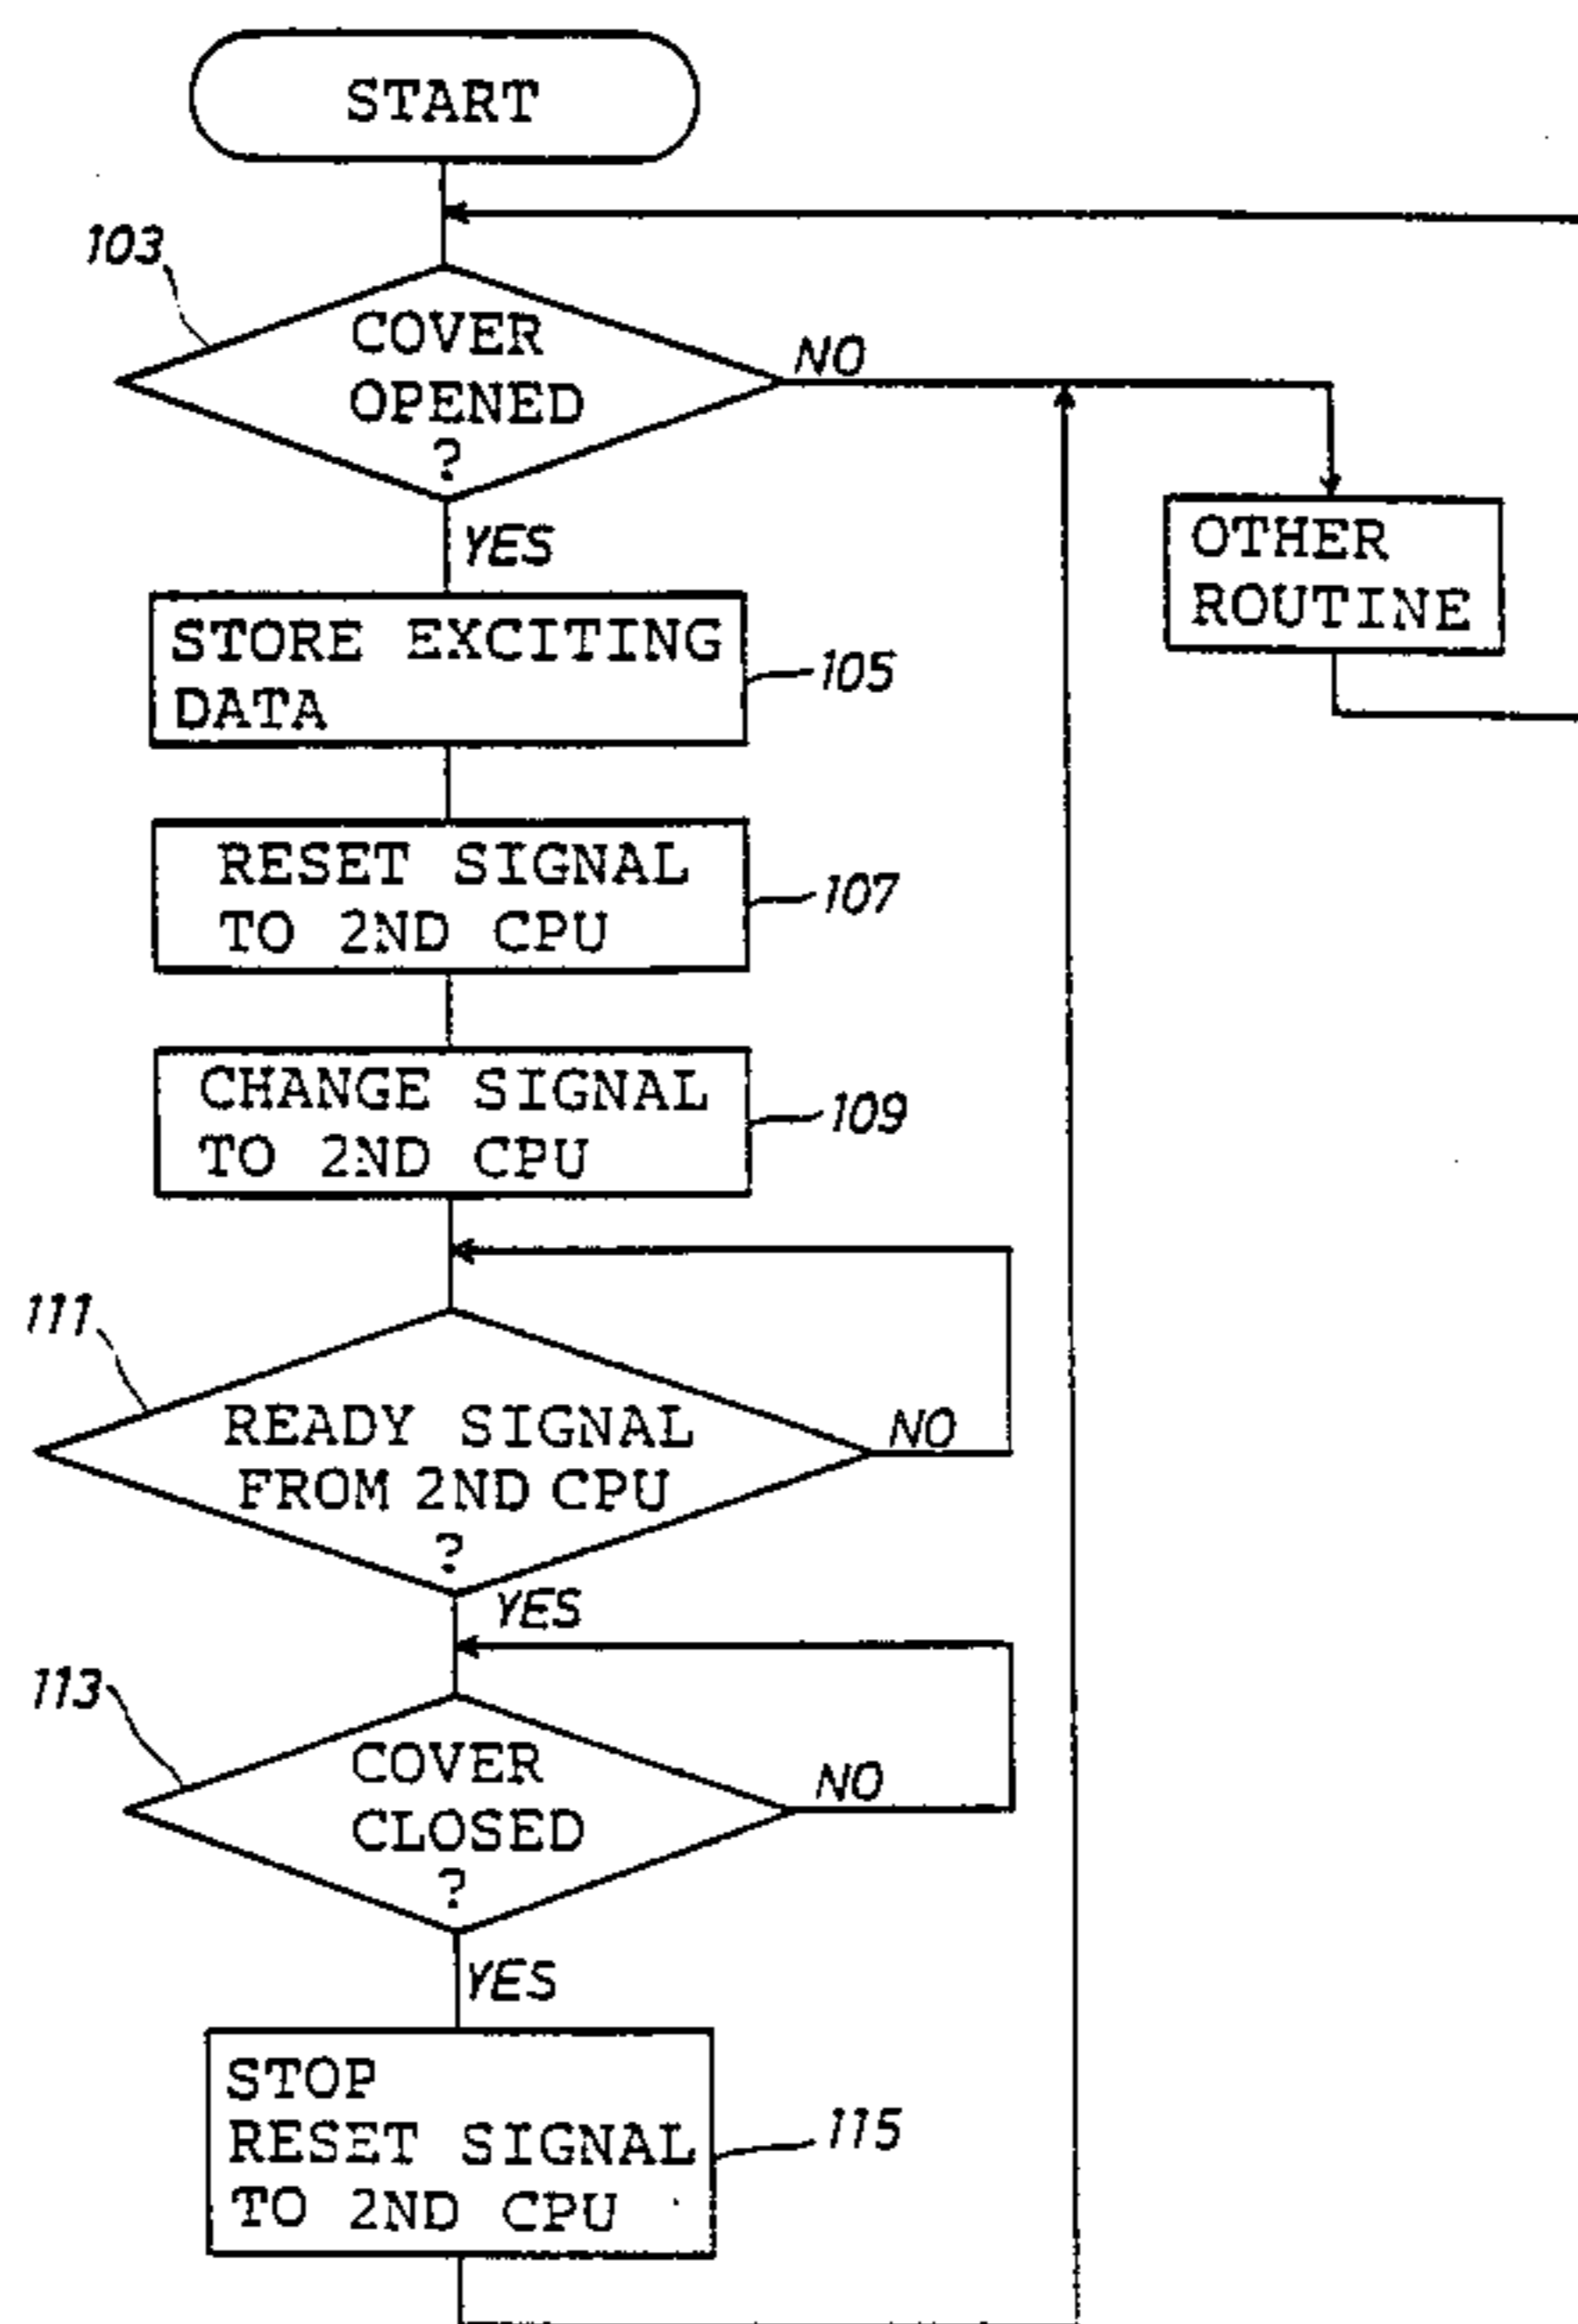 START
103
COVER
OPENED
?
NO
YES
OTHER
ROUTINE
STORE EXCITING
DATA
105
RESET SIGNAL
TO 2ND CPU
107
CHANGE SIGNAL
TO 2ND CPU
109
111
READY SIGNAL
FROM 2ND CPU
?
NO
YES
113
COVER
CLOSED
?
NO
YES
STOP
RESET SIGNAL
TO 2ND CPU
115